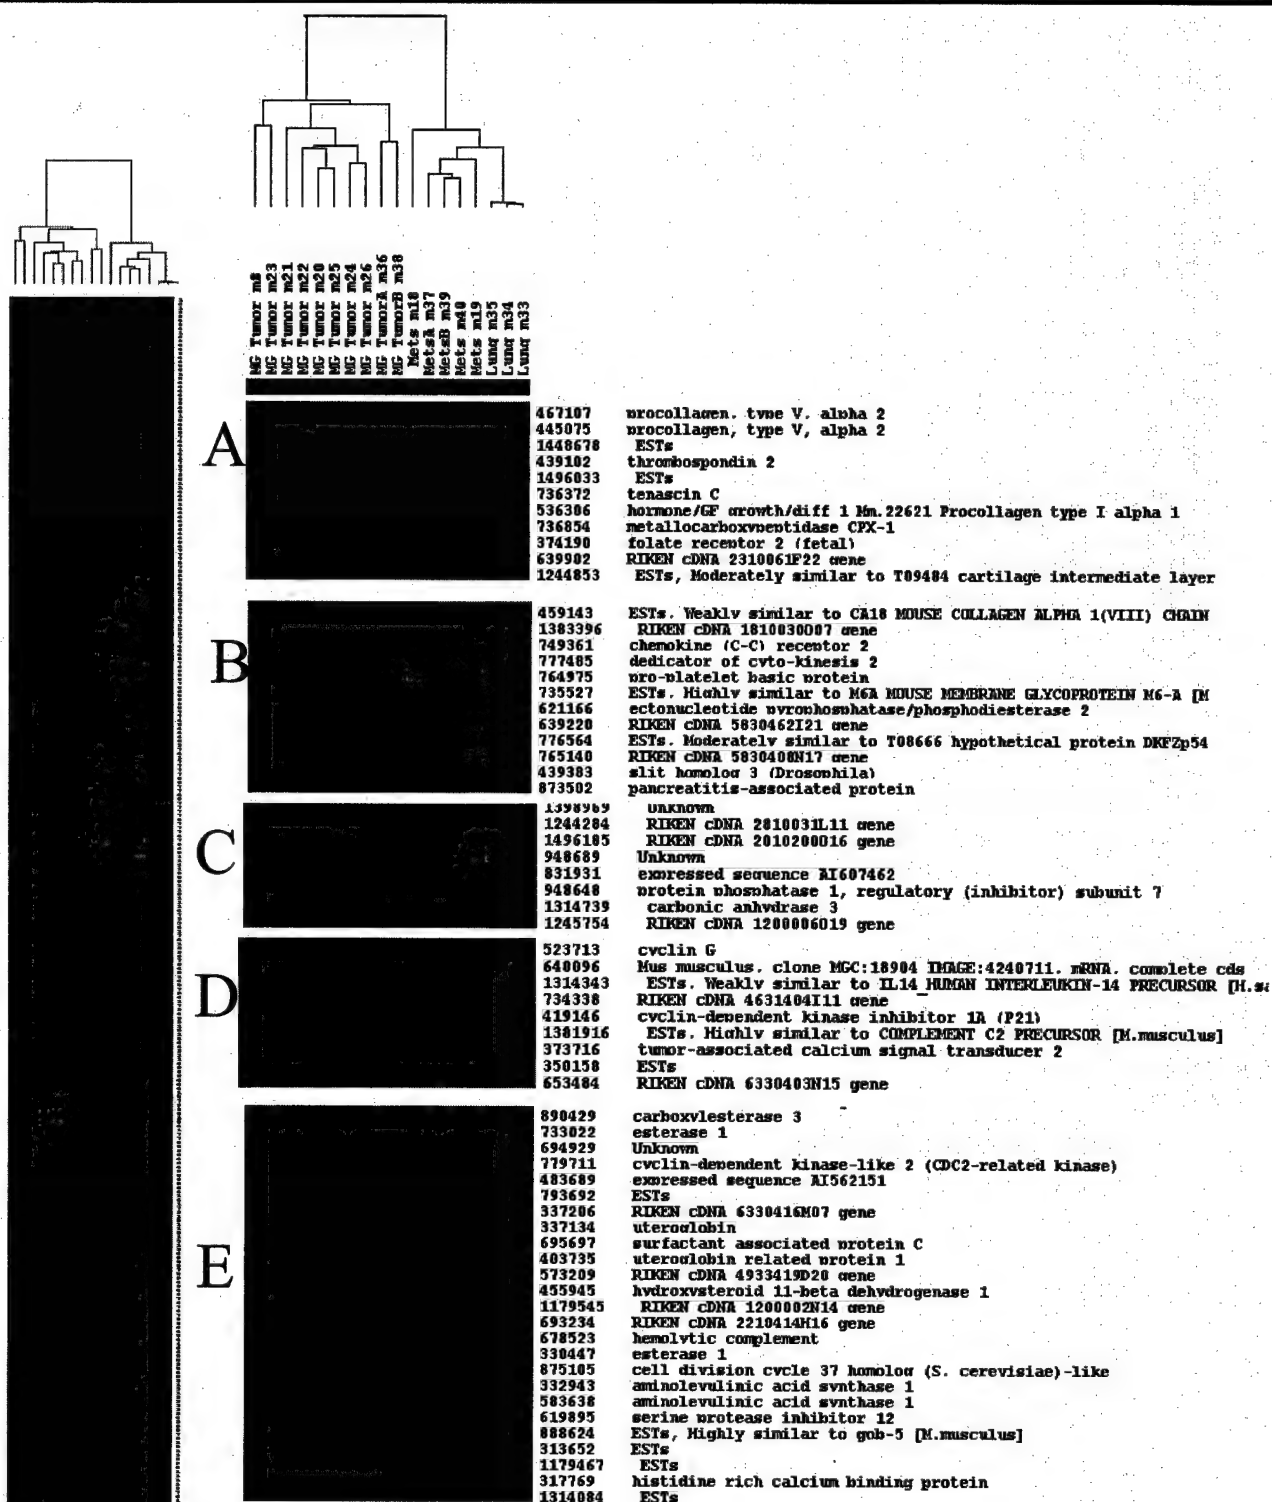 MG Tumor m8
MG Tumor m23
MG Tumor m21
MG Tumor m22
MG Tumor m20
MG Tumor m25
MG Tumor m24
MG Tumor m26
MG TumorA m36
MG TumorB m38
Mets m18
MetsA m37
MetsB m39
Mets m40
Mets m19
Lung m35
Lung m34
Lung m33
A
467107 procollagen, type V, alpha 2
445075 procollagen, type V, alpha 2
1448678 ESTs
439102 thrombospondin 2
1496033 ESTs
736372 tenascin C
536306 hormone/GF growth/diff 1 Mm.22621 Procollagen type I alpha 1
736854 metallocarboxypeptidase CPX-1
374190 folate receptor 2 (fetal)
639902 RIKEN cDNA 2310061F22 gene
1244853 ESTs, Moderately similar to T09484 cartilage intermediate layer
B
459143 ESTs, Weakly similar to CA18 MOUSE COLLAGEN ALPHA 1(VIII) CHAIN
1383396 RIKEN cDNA 1810030O07 gene
749361 chemokine (C-C) receptor 2
777485 dedicator of cyto-kinesis 2
764975 pro-platelet basic protein
735527 ESTs, Highly similar to M6A MOUSE MEMBRANE GLYCOPROTEIN M6-A [M
621166 ectonucleotide pyrophosphatase/phosphodiesterase 2
639220 RIKEN cDNA 5830462I21 gene
776564 ESTs, Moderately similar to T08666 hypothetical protein DKFZp54
765140 RIKEN cDNA 5830408N17 gene
439383 slit homolog 3 (Drosophila)
873502 pancreatitis-associated protein
C
1398969 Unknown
1244284 RIKEN cDNA 2810031L11 gene
1496185 RIKEN cDNA 2010200O16 gene
948689 Unknown
831931 expressed sequence AI607462
948648 protein phosphatase 1, regulatory (inhibitor) subunit 7
1314739 carbonic anhydrase 3
1245754 RIKEN cDNA 1200006O19 gene
D
523713 cyclin G
640096 Mus musculus, clone MGC:18904 IMAGE:4240711, mRNA, complete cds
1314343 ESTs, Weakly similar to IL14_HUMAN INTERLEUKIN-14 PRECURSOR [H.sa
734338 RIKEN cDNA 4631404I11 gene
419146 cyclin-dependent kinase inhibitor 1A (P21)
1381916 ESTs, Highly similar to COMPLEMENT C2 PRECURSOR [M.musculus]
373716 tumor-associated calcium signal transducer 2
350158 ESTs
653484 RIKEN cDNA 6330403N15 gene
E
890429 carboxylesterase 3
733022 esterase 1
694929 Unknown
779711 cyclin-dependent kinase-like 2 (CDC2-related kinase)
483689 expressed sequence AI562151
793692 ESTs
337206 RIKEN cDNA 6330416M07 gene
337134 uteroglobin
695697 surfactant associated protein C
403735 uteroglobin related protein 1
573209 RIKEN cDNA 4933419D20 gene
455945 hydroxysteroid 11-beta dehydrogenase 1
1179545 RIKEN cDNA 1200002N14 gene
693234 RIKEN cDNA 2210414H16 gene
678523 hemolytic complement
330447 esterase 1
875105 cell division cycle 37 homolog (S. cerevisiae)-like
332943 aminolevulinic acid synthase 1
583638 aminolevulinic acid synthase 1
619895 serine protease inhibitor 12
888624 ESTs, Highly similar to gob-5 [M.musculus]
313652 ESTs
1179467 ESTs
317769 histidine rich calcium binding protein
1314084 ESTs